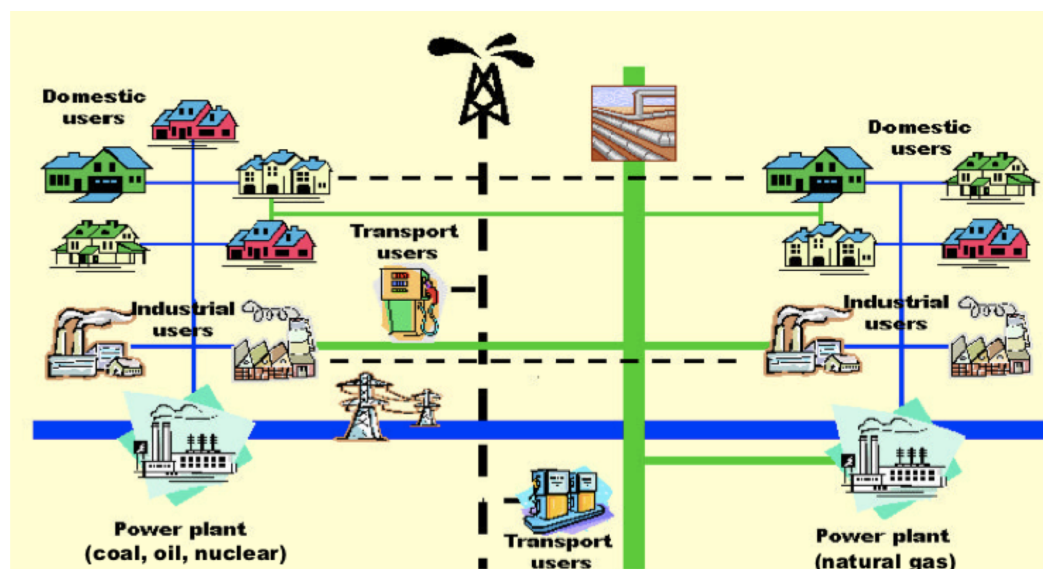 Domestic
users
Domestic
users
Transport
users
Industrial
users
Industrial
users
Power plant
(coal, oil, nuclear)
Transport
users
Power plant
(natural gas)